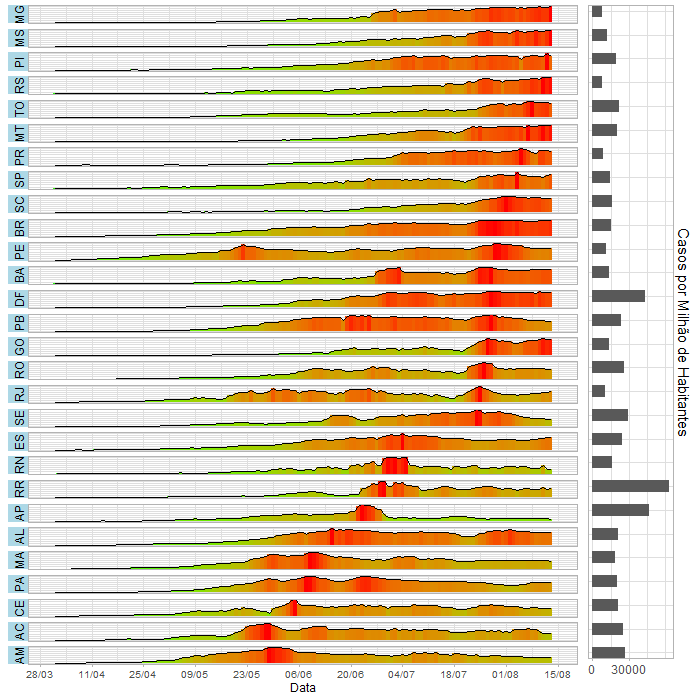 MG
MS
PI
RS
TO
MT
PR
SP
SC
BR
PE
BA
DF
PB
GO
RO
RJ
SE
ES
RN
RR
AP
AL
MA
PA
CE
AC
AM
28/03 11/04 25/04 09/05 23/05 06/06 20/06 04/07 18/07 01/08 15/08
Data
0 30000
Casos por Milhão de Habitantes